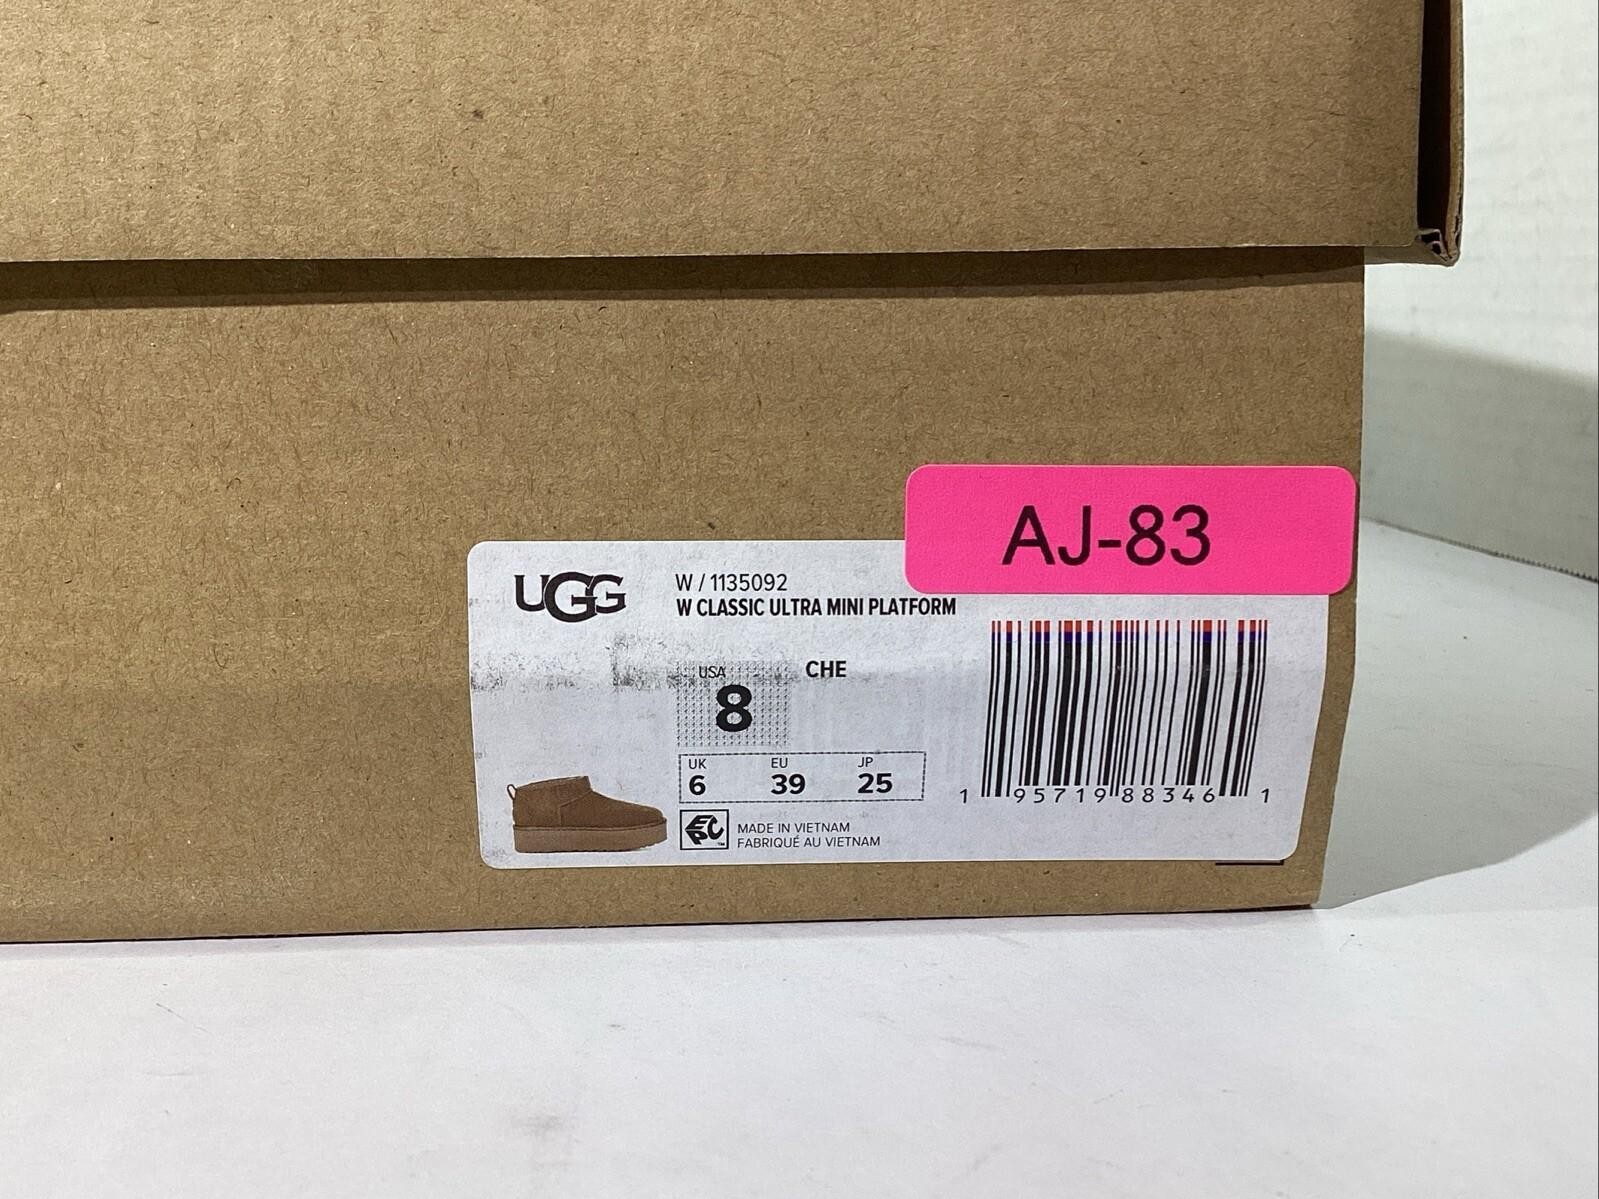 AJ-83
UGG
W / 1135092
W CLASSIC ULTRA MINI PLATFORM
USA
8
CHE
UK EU JP
6 39 25
EPC
MADE IN VIETNAM
FABRIQUÉ AU VIETNAM
1 95719 88346 1